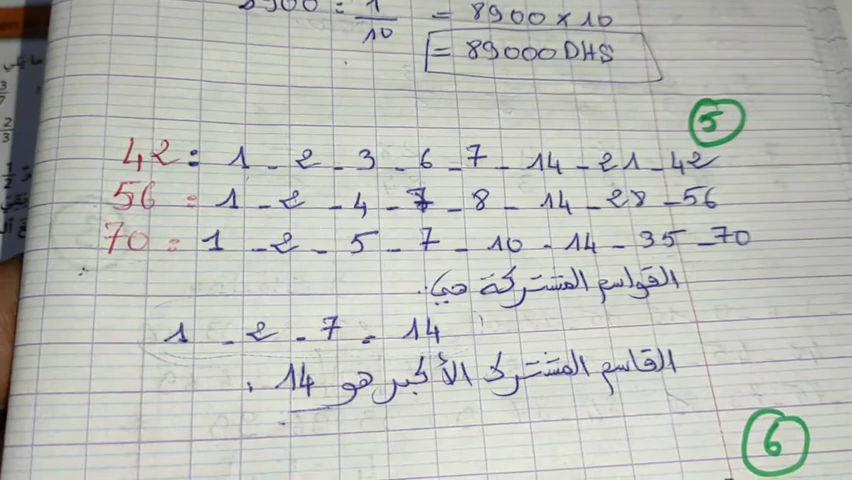 = 1/10 = 8900 x 10
= 89000 DHS
5
42 = 1 - 2 - 3 - 6 - 7 - 14 - 21 - 42
56 = 1 - 2 - 4 - 7 - 8 - 14 - 28 - 56
70 = 1 - 2 - 5 - 7 - 10 - 14 - 35 - 70
القواسم المشتركة هي:
1 - 2 - 7 - 14
القاسم المشترك الأكبر هو 14.
6